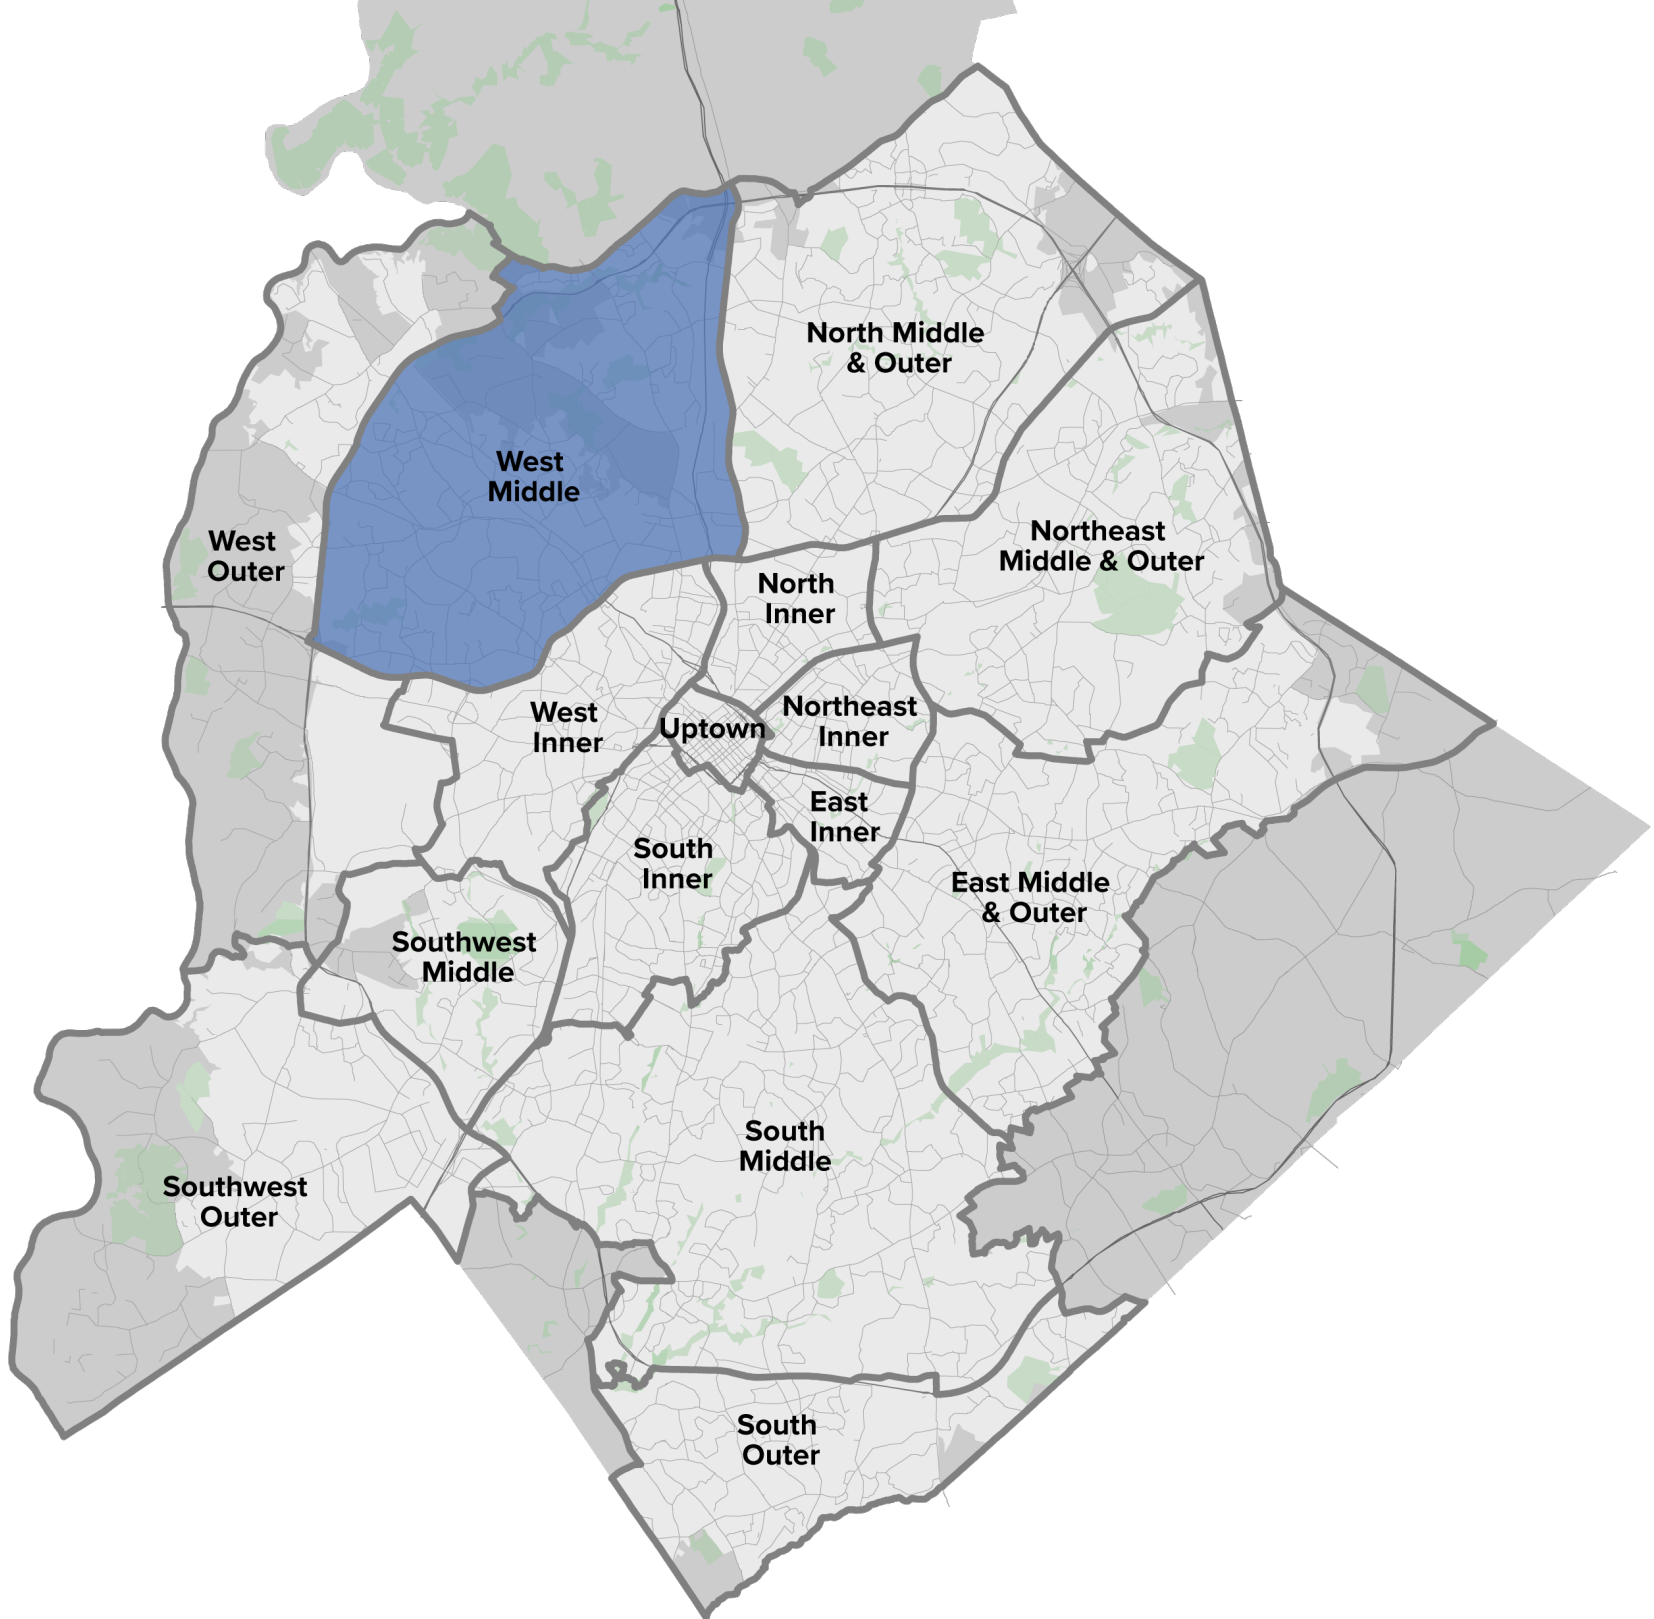 North Middle
& Outer
West
Middle
Northeast
Middle & Outer
West
Outer
North
Inner
Northeast
Inner
West
Inner
Uptown
East
Inner
South
Inner
East Middle
& Outer
Southwest
Middle
South
Middle
Southwest
Outer
South
Outer